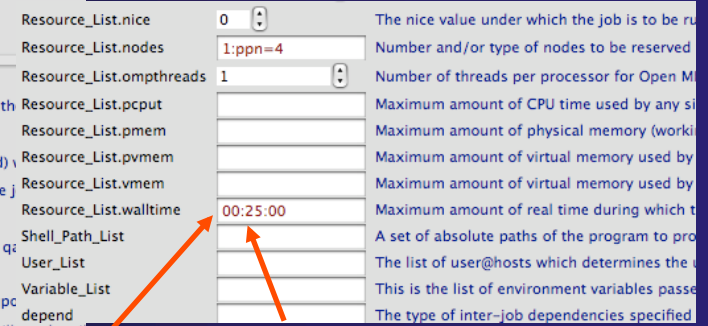 Resource_List.nice 0 The nice value under which the job is to be ru
Resource_List.nodes 1:ppn=4 Number and/or type of nodes to be reserved
Resource_List.ompthreads 1 Number of threads per processor for Open M
th Resource_List.pcput Maximum amount of CPU time used by any si
Resource_List.pmem Maximum amount of physical memory (worki
d) Resource_List.pvmem Maximum amount of virtual memory used by
e j Resource_List.vmem Maximum amount of virtual memory used by
Resource_List.walltime 00:25:00 Maximum amount of real time during which t
Shell_Path_List A set of absolute paths of the program to pro
User_List The list of user@hosts which determines the u
Variable_List This is the list of environment variables passe
depend The type of inter-job dependencies specified